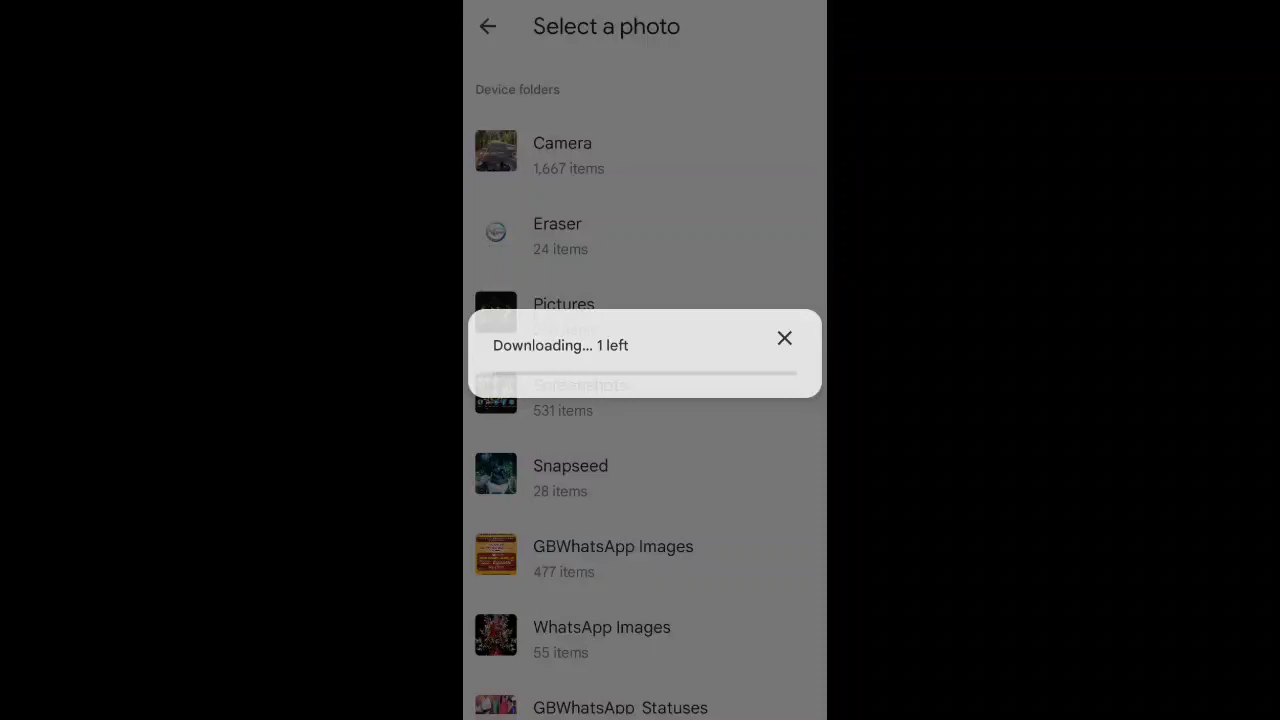 Select a photo
Device folders
Camera
1,667 items
Eraser
24 items
Pictures
Downloading... 1 left
Screenshots
531 items
Snapseed
28 items
GBWhatsApp Images
477 items
WhatsApp Images
55 items
GBWhatsApp Statuses